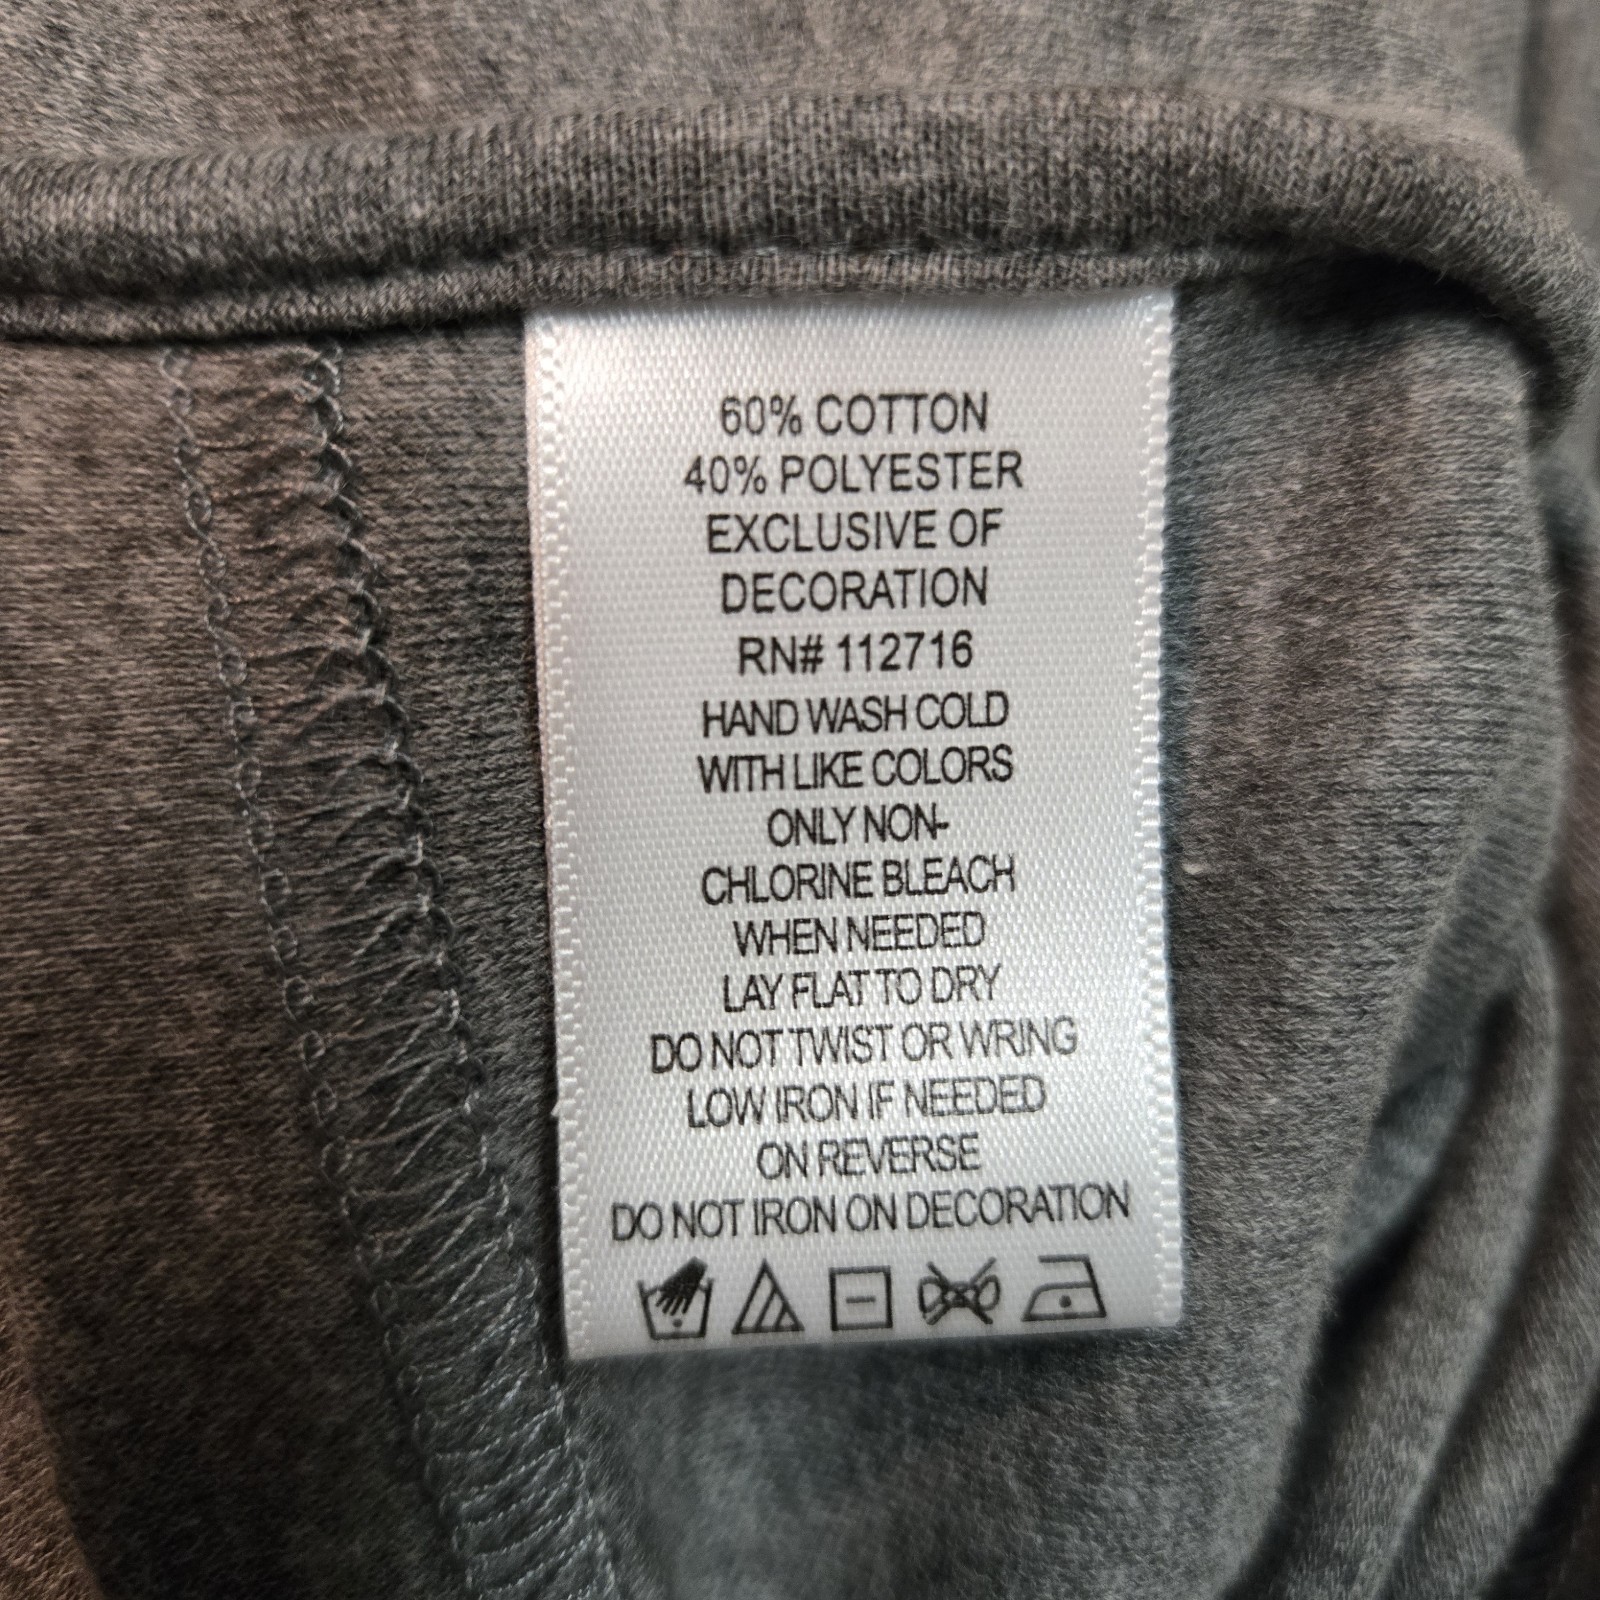 60% COTTON
40% POLYESTER
EXCLUSIVE OF
DECORATION
RN# 112716
HAND WASH COLD
WITH LIKE COLORS
ONLY NON-
CHLORINE BLEACH
WHEN NEEDED
LAY FLAT TO DRY
DO NOT TWIST OR WRING
LOW IRON IF NEEDED
ON REVERSE
DO NOT IRON ON DECORATION